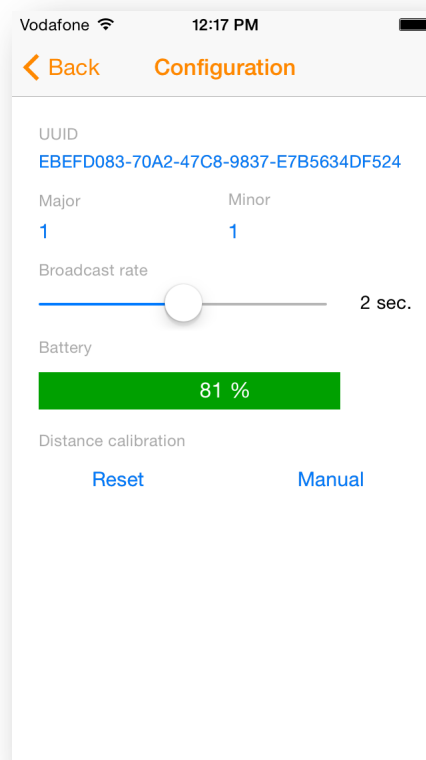 Vodafone 12:17 PM
Back Configuration
UUID
EBEFD083-70A2-47C8-9837-E7B5634DF524
Major Minor
1 1
Broadcast rate
2 sec.
Battery
81 %
Distance calibration
Reset Manual